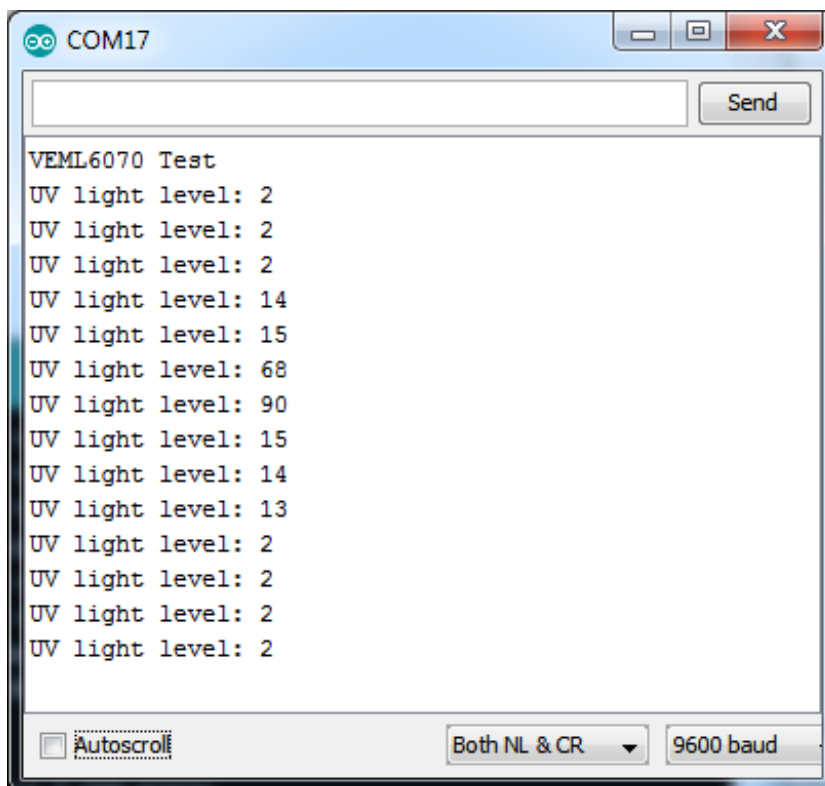 COM17
Send
VEML6070 Test
UV light level: 2
UV light level: 2
UV light level: 2
UV light level: 14
UV light level: 15
UV light level: 68
UV light level: 90
UV light level: 15
UV light level: 14
UV light level: 13
UV light level: 2
UV light level: 2
UV light level: 2
UV light level: 2
Autoscroll Both NL & CR 9600 baud